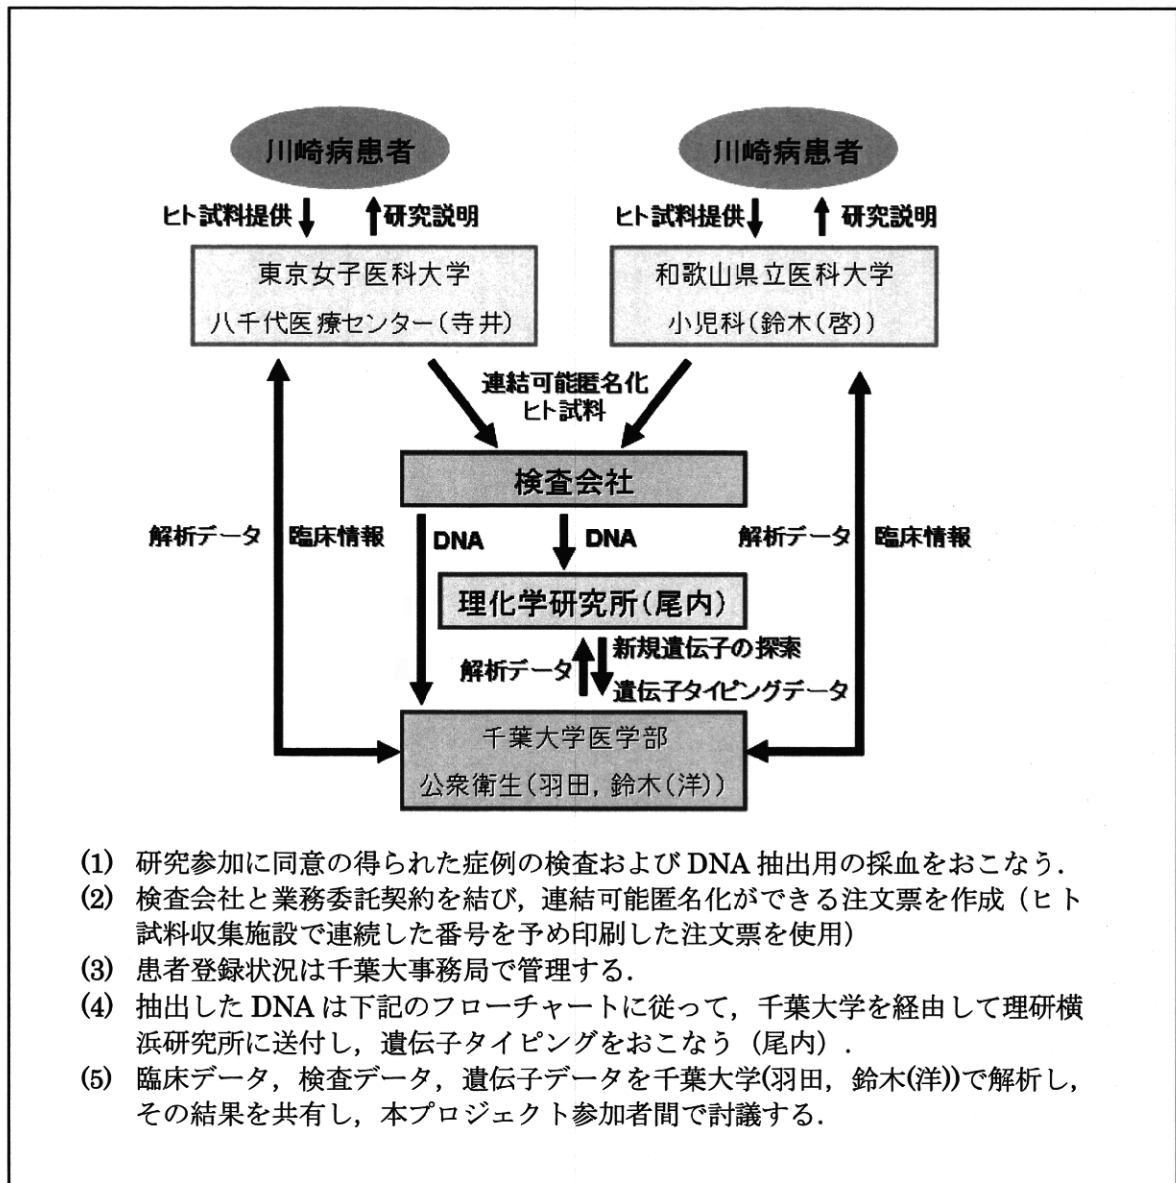 川崎病患者
川崎病患者
ヒト試料提供
研究説明
ヒト試料提供
研究説明
東京女子医科大学
八千代医療センター(寺井)
和歌山県立医科大学
小児科(鈴木(啓))
連結可能匿名化
ヒト試料
検査会社
解析データ
臨床情報
DNA
DNA
解析データ
臨床情報
理化学研究所(尾内)
解析データ
新規遺伝子の探索
遺伝子タイピングデータ
千葉大学医学部
公衆衛生(羽田, 鈴木(洋))
(1) 研究参加に同意の得られた症例の検査および DNA 抽出用の採血をおこなう.
(2) 検査会社と業務委託契約を結び, 連結可能匿名化ができる注文票を作成（ヒト
試料収集施設で連続した番号を予め印刷した注文票を使用）
(3) 患者登録状況は千葉大事務局で管理する.
(4) 抽出した DNA は下記のフローチャートに従って, 千葉大学を経由して理研横
浜研究所に送付し, 遺伝子タイピングをおこなう（尾内）.
(5) 臨床データ, 検査データ, 遺伝子データを千葉大学(羽田, 鈴木(洋))で解析し,
その結果を共有し, 本プロジェクト参加者間で討議する.